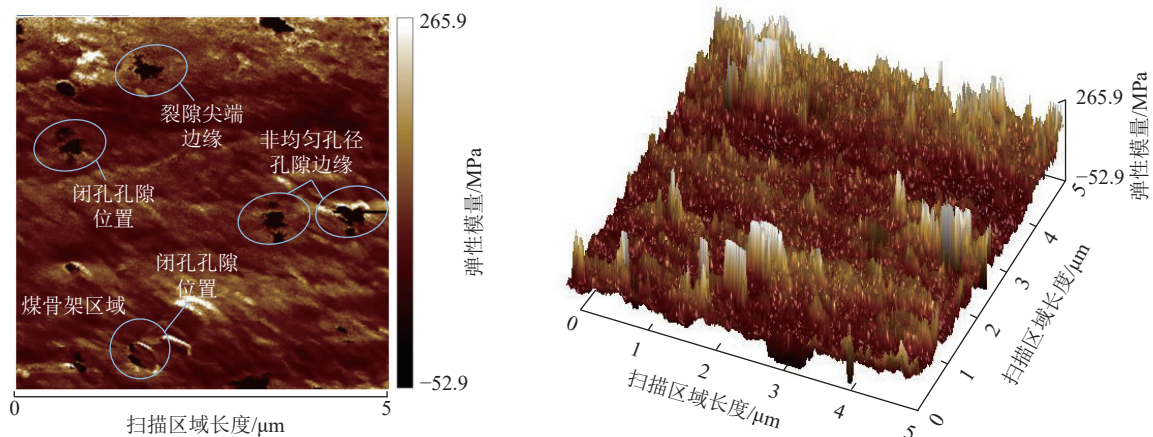 265.9
裂隙尖端
边缘
非均匀孔径
孔隙边缘
闭孔孔隙
位置
闭孔孔隙
位置
煤骨架区域
弹性模量/MPa
−52.9
0
5
扫描区域长度/μm
265.9
−52.9
弹性模量/MPa
5
4
3
2
1
0
扫描区域长度/μm
0
1
2
3
4
5
扫描区域长度/μm